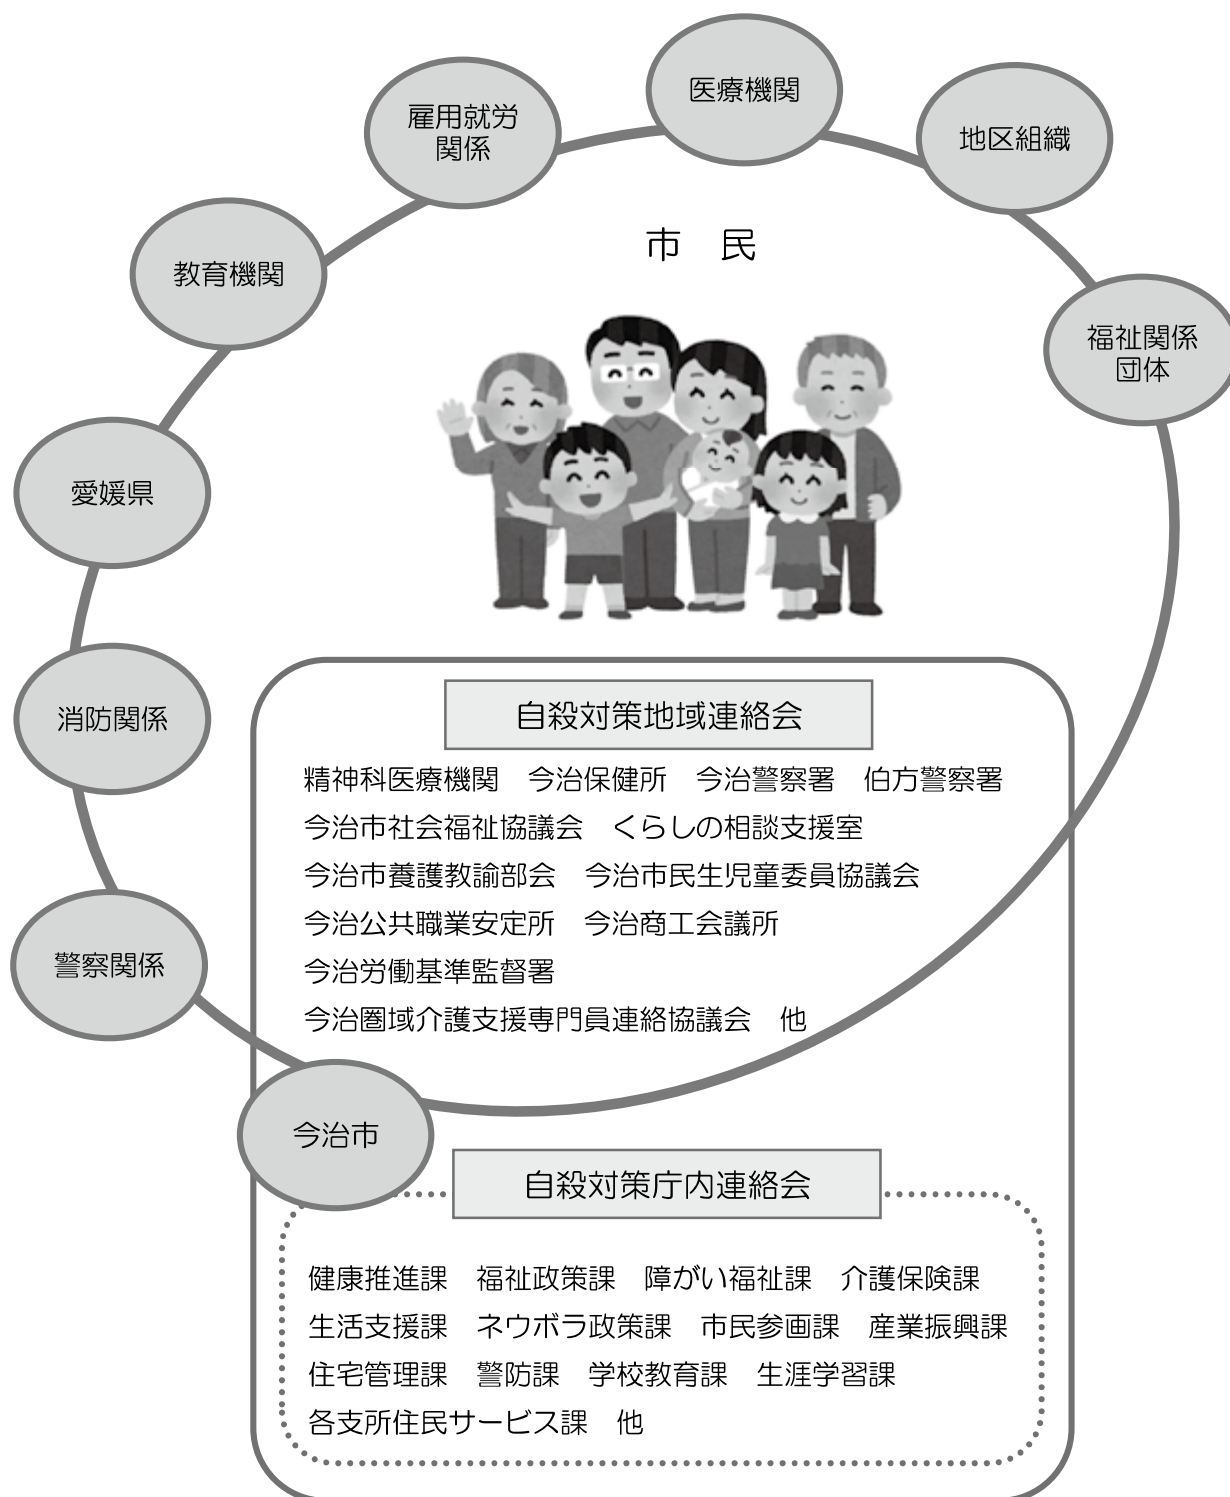 医療機関
雇用就労
関係
地区組織
市　民
教育機関
福祉関係
団体
愛媛県
消防関係
警察関係
今治市
自殺対策地域連絡会
精神科医療機関　今治保健所　今治警察署　伯方警察署
今治市社会福祉協議会　くらしの相談支援室
今治市養護教諭部会　今治市民生児童委員協議会
今治公共職業安定所　今治商工会議所
今治労働基準監督署
今治圏域介護支援専門員連絡協議会　他
自殺対策庁内連絡会
健康推進課　福祉政策課　障がい福祉課　介護保険課
生活支援課　ネウボラ政策課　市民参画課　産業振興課
住宅管理課　警防課　学校教育課　生涯学習課
各支所住民サービス課　他